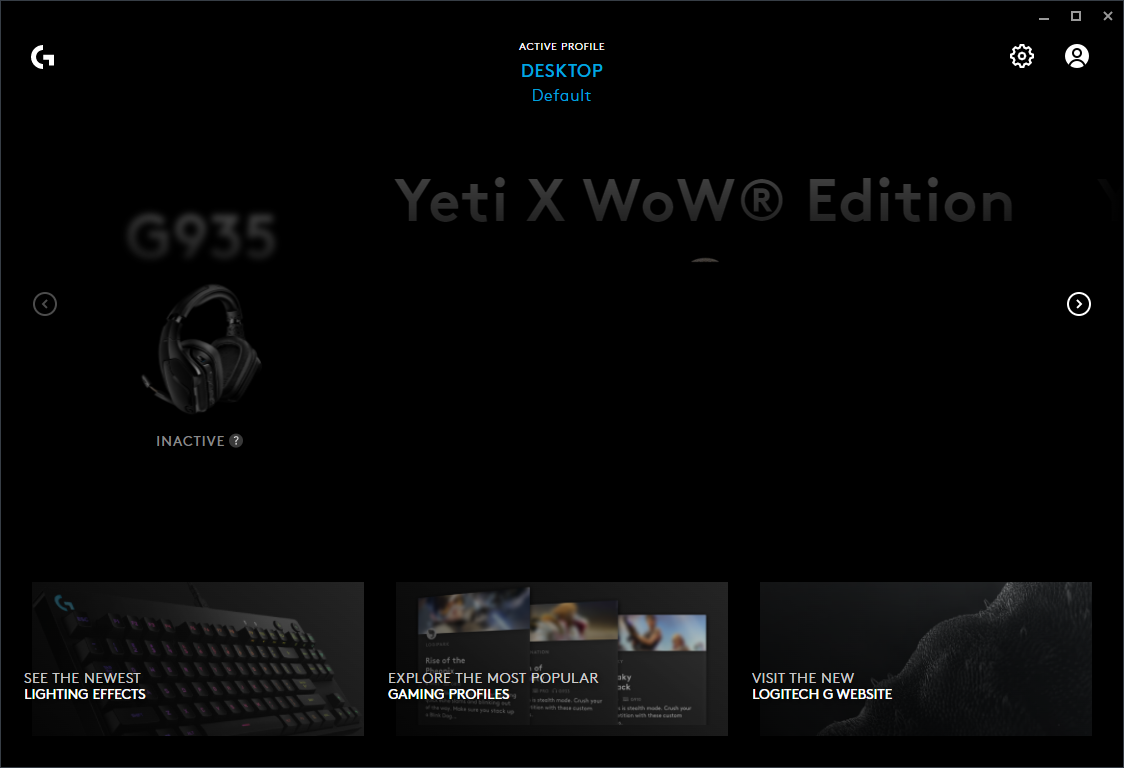 ACTIVE PROFILE
DESKTOP
Default
G935
Yeti X WoW® Edition
INACTIVE ?
SEE THE NEWEST
LIGHTING EFFECTS
Rise of the
EXPLORE THE MOST POPULAR
GAMING PROFILES
VISIT THE NEW
LOGITECH G WEBSITE